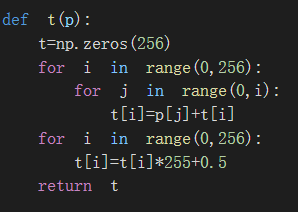 def t(p):
    t=np.zeros(256)
    for i in range(0,256):
        for j in range(0,i):
            t[i]=p[j]+t[i]
    for i in range(0,256):
        t[i]=t[i]*255+0.5
    return t